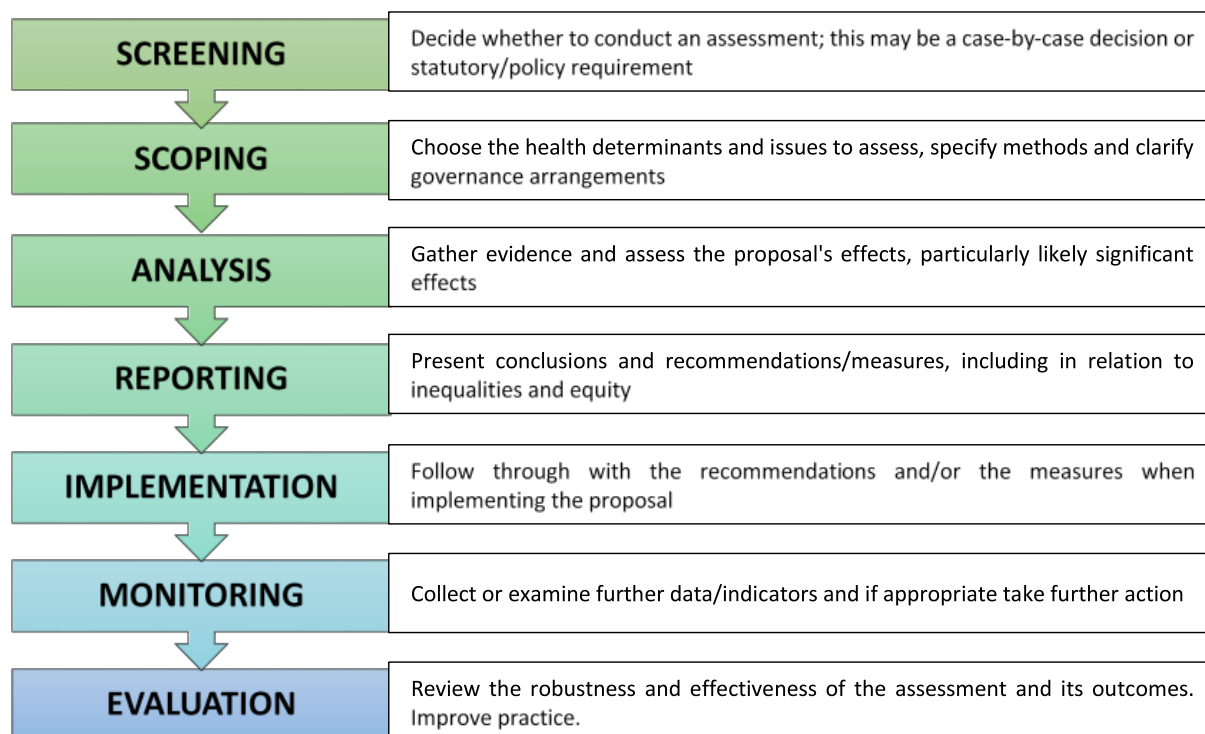 SCREENING
Decide whether to conduct an assessment; this may be a case-by-case decision or
statutory/policy requirement
SCOPING
Choose the health determinants and issues to assess, specify methods and clarify
governance arrangements
ANALYSIS
Gather evidence and assess the proposal's effects, particularly likely significant
effects
REPORTING
Present conclusions and recommendations/measures, including in relation to
inequalities and equity
IMPLEMENTATION
Follow through with the recommendations and/or the measures when
implementing the proposal
MONITORING
Collect or examine further data/indicators and if appropriate take further action
EVALUATION
Review the robustness and effectiveness of the assessment and its outcomes.
Improve practice.